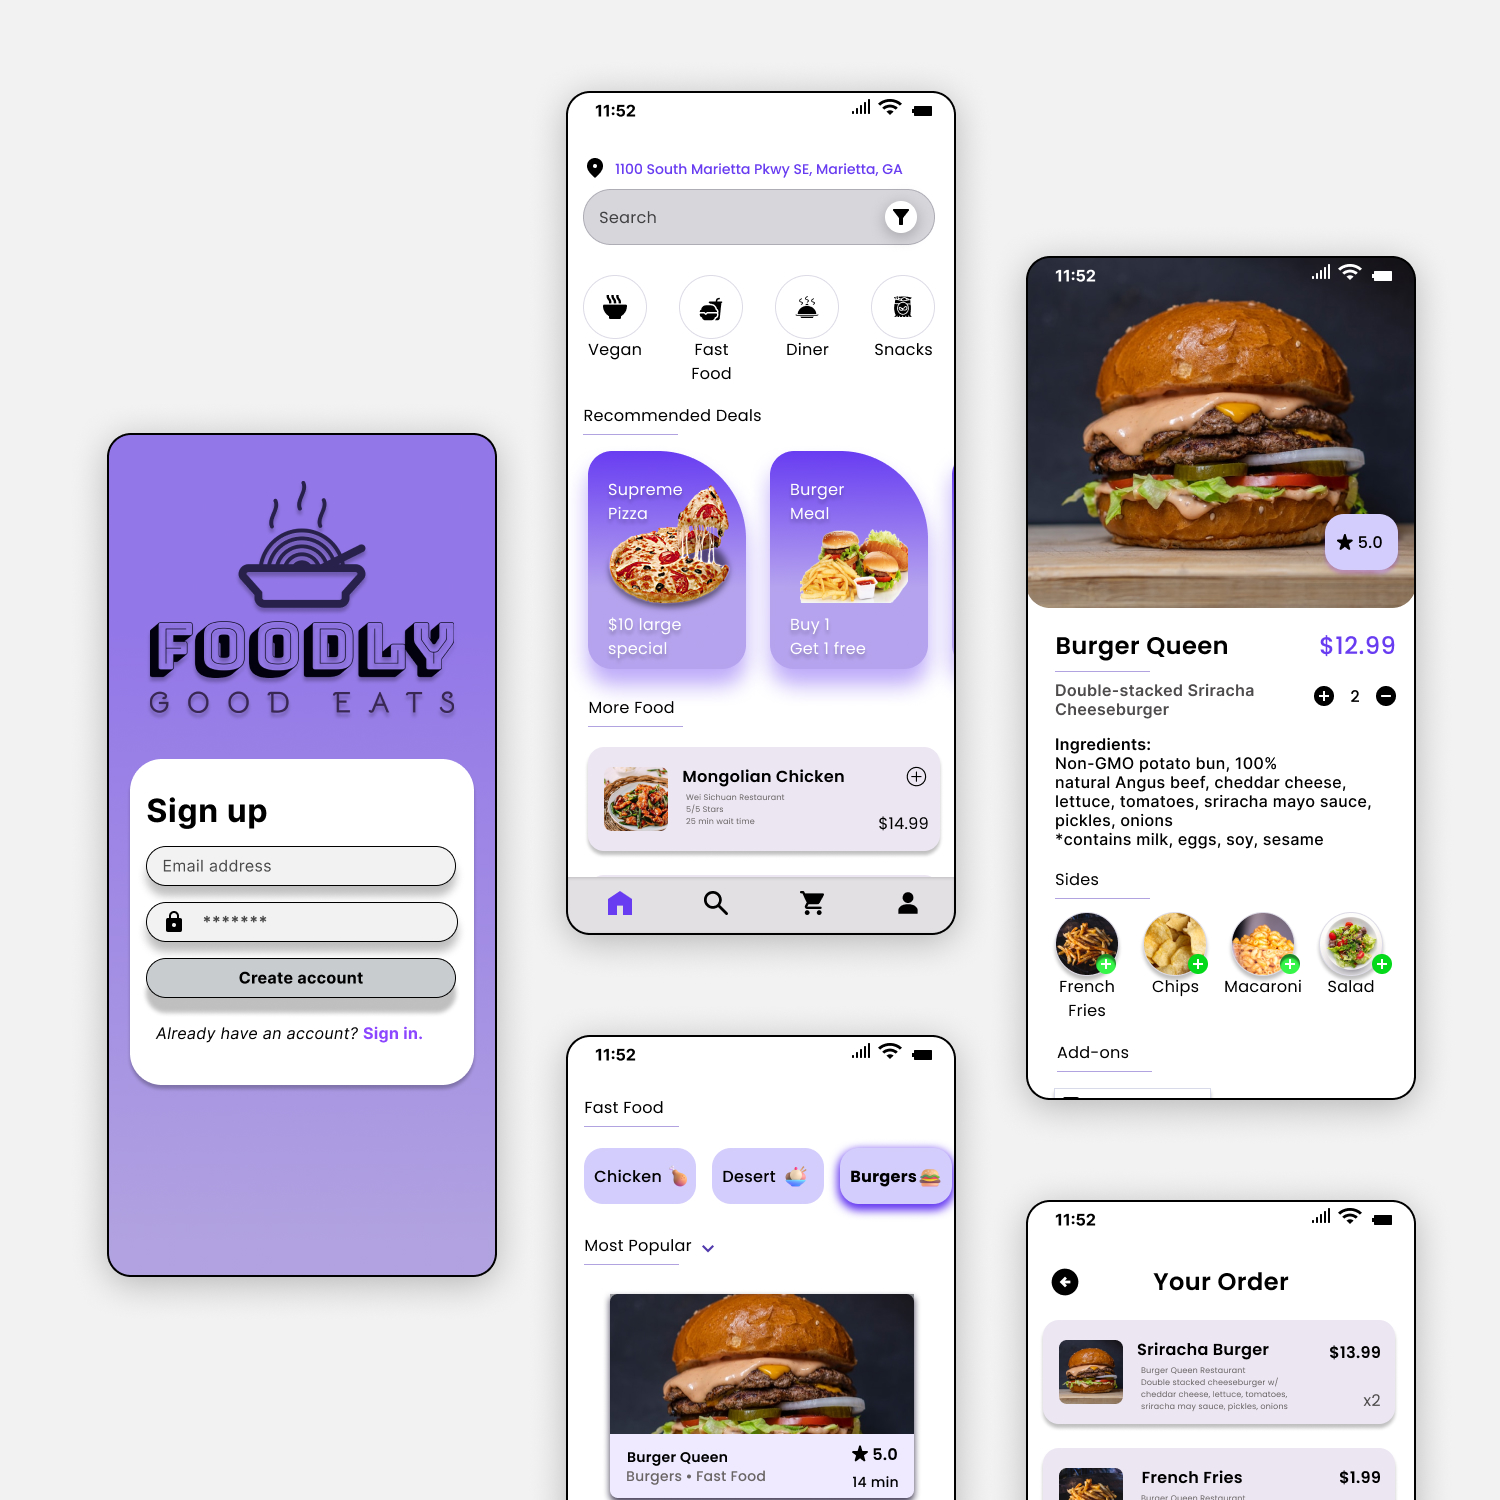 FOODLY
GOOD EATS
Sign up
Email address
*******
Create account
Already have an account? Sign in.
11:52
1100 South Marietta Pkwy SE, Marietta, GA
Search
Vegan
Fast
Food
Diner
Snacks
Recommended Deals
Supreme
Pizza
$10 large
special
Burger
Meal
Buy 1
Get 1 free
More Food
Mongolian Chicken
Wei Sichuan Restaurant
5/5 Stars
25 min wait time
$14.99
11:52
Fast Food
Chicken
Desert
Burgers
Most Popular
Burger Queen
Burgers • Fast Food
5.0
14 min
11:52
5.0
Burger Queen
$12.99
Double-stacked Sriracha
Cheeseburger
2
Ingredients:
Non-GMO potato bun, 100%
natural Angus beef, cheddar cheese,
lettuce, tomatoes, sriracha mayo sauce,
pickles, onions
*contains milk, eggs, soy, sesame
Sides
French
Fries
Chips
Macaroni
Salad
Add-ons
11:52
Your Order
Sriracha Burger
$13.99
Burger Queen Restaurant
Double stacked cheeseburger w/
cheddar cheese, lettuce, tomatoes,
sriracha may sauce, pickles, onions
x2
French Fries
$1.99
Burger Queen Restaurant